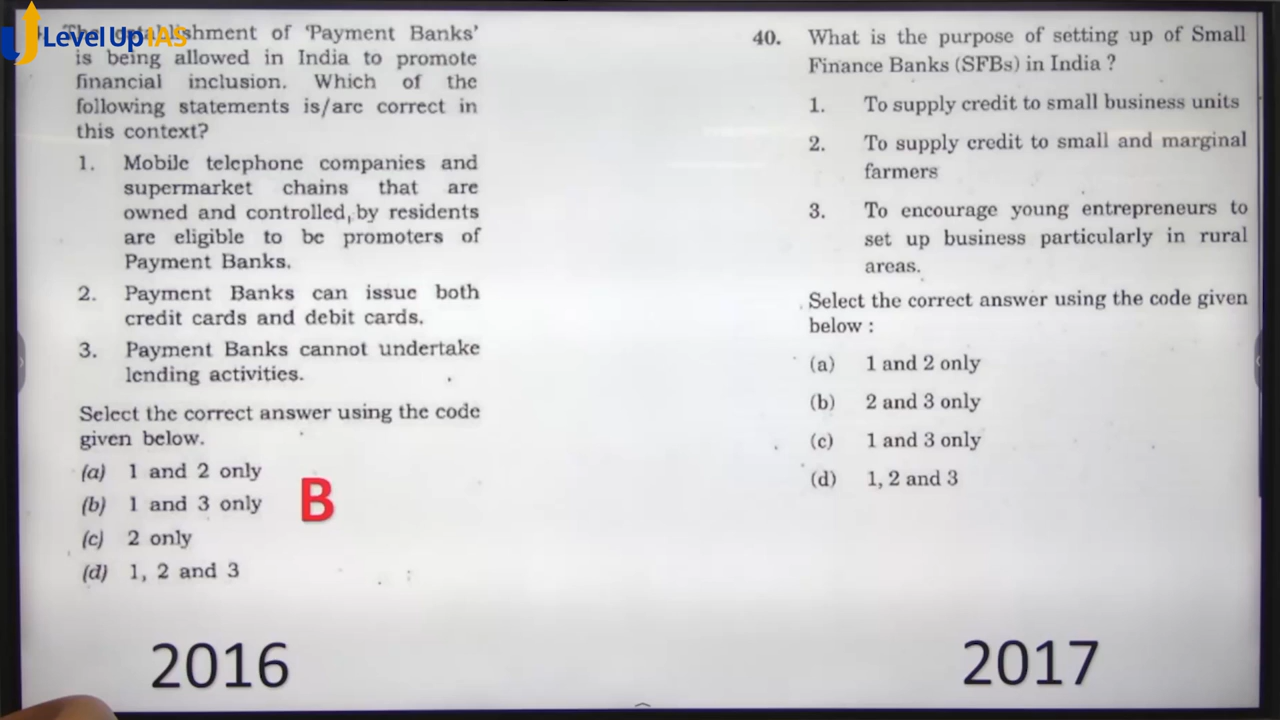 Level Up IAS
The establishment of 'Payment Banks'
is being allowed in India to promote
financial inclusion. Which of the
following statements is/are correct in
this context?
1. Mobile telephone companies and
supermarket chains that are
owned and controlled by residents
are eligible to be promoters of
Payment Banks.
2. Payment Banks can issue both
credit cards and debit cards.
3. Payment Banks cannot undertake
lending activities.
Select the correct answer using the code
given below.
(a) 1 and 2 only
(b) 1 and 3 only
B
(c) 2 only
(d) 1, 2 and 3
2016
40. What is the purpose of setting up of Small
Finance Banks (SFBs) in India ?
1. To supply credit to small business units
2. To supply credit to small and marginal
farmers
3. To encourage young entrepreneurs to
set up business particularly in rural
areas.
Select the correct answer using the code given
below :
(a) 1 and 2 only
(b) 2 and 3 only
(c) 1 and 3 only
(d) 1, 2 and 3
2017